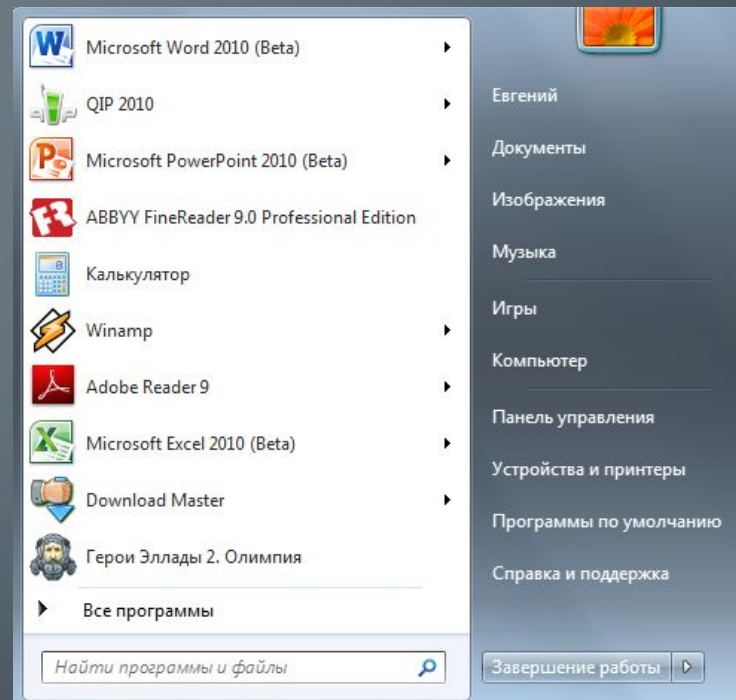 Microsoft Word 2010 (Beta)
QIP 2010
Microsoft PowerPoint 2010 (Beta)
ABBYY FineReader 9.0 Professional Edition
Калькулятор
Winamp
Adobe Reader 9
Microsoft Excel 2010 (Beta)
Download Master
Герои Эллады 2. Олимпия
Все программы
Найти программы и файлы
Евгений
Документы
Изображения
Музыка
Игры
Компьютер
Панель управления
Устройства и принтеры
Программы по умолчанию
Справка и поддержка
Завершение работы